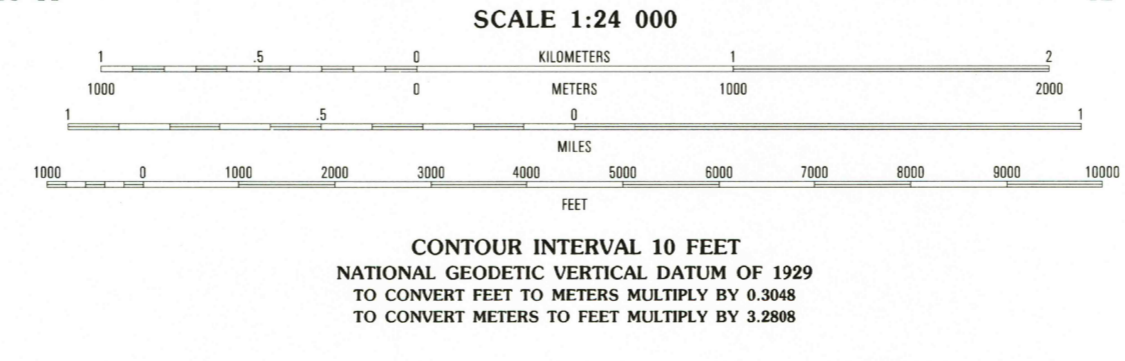 SCALE 1:24 000
1 .5 0 KILOMETERS 1 2
1000 0 METERS 1000 2000
1 .5 0 1
MILES
1000 0 1000 2000 3000 4000 5000 6000 7000 8000 9000 10000
FEET
CONTOUR INTERVAL 10 FEET
NATIONAL GEODETIC VERTICAL DATUM OF 1929
TO CONVERT FEET TO METERS MULTIPLY BY 0.3048
TO CONVERT METERS TO FEET MULTIPLY BY 3.2808